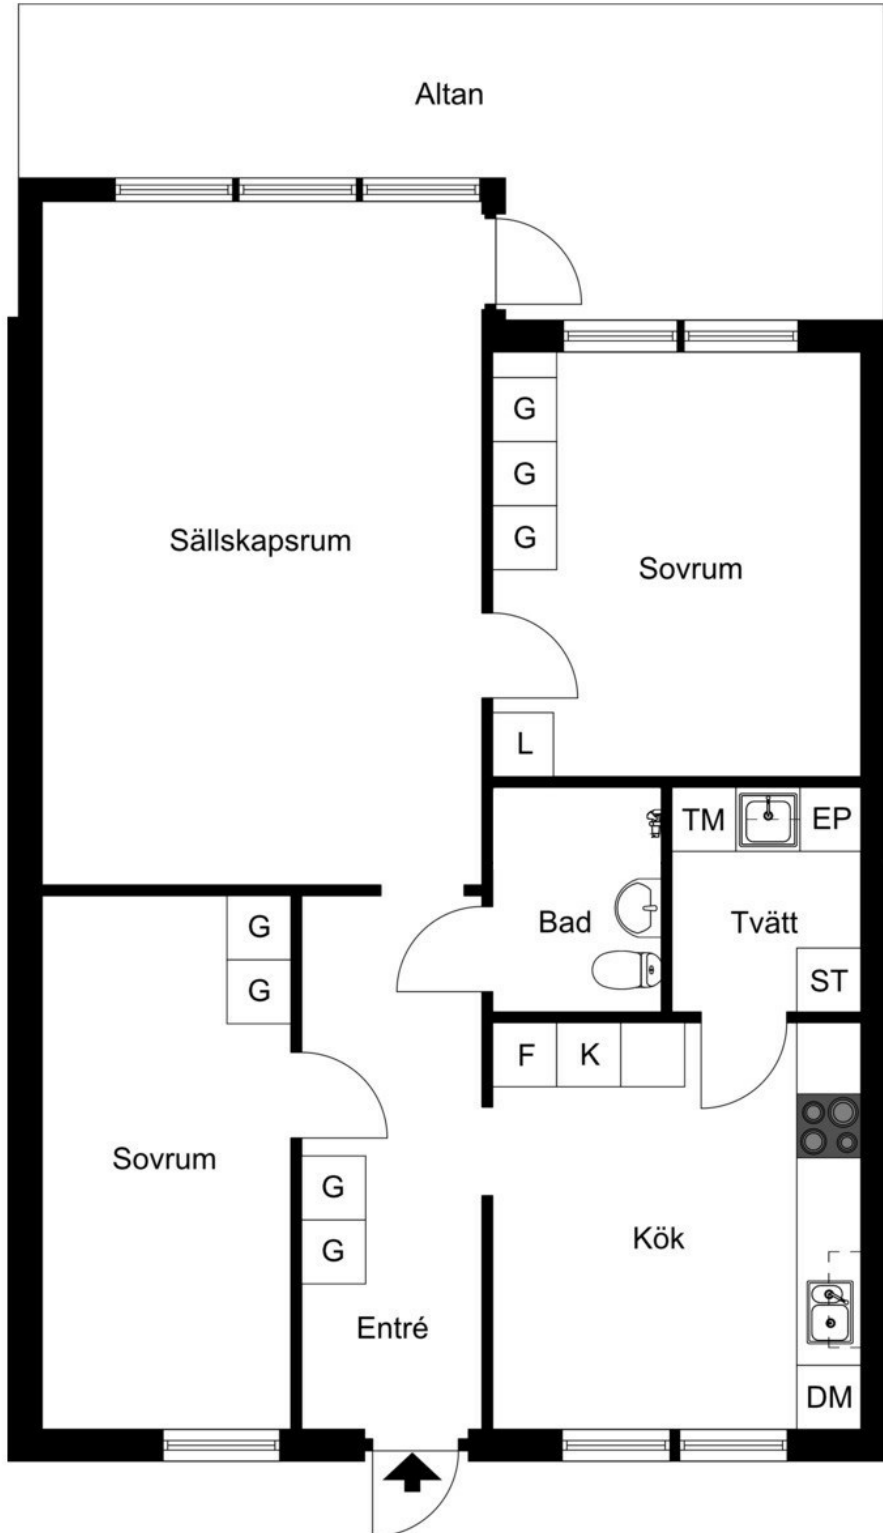 Altan
G
G
G
Sällskapsrum
Sovrum
L
TM
EP
Bad
Tvätt
G
G
ST
F
K
Sovrum
G
G
Kök
Entré
DM